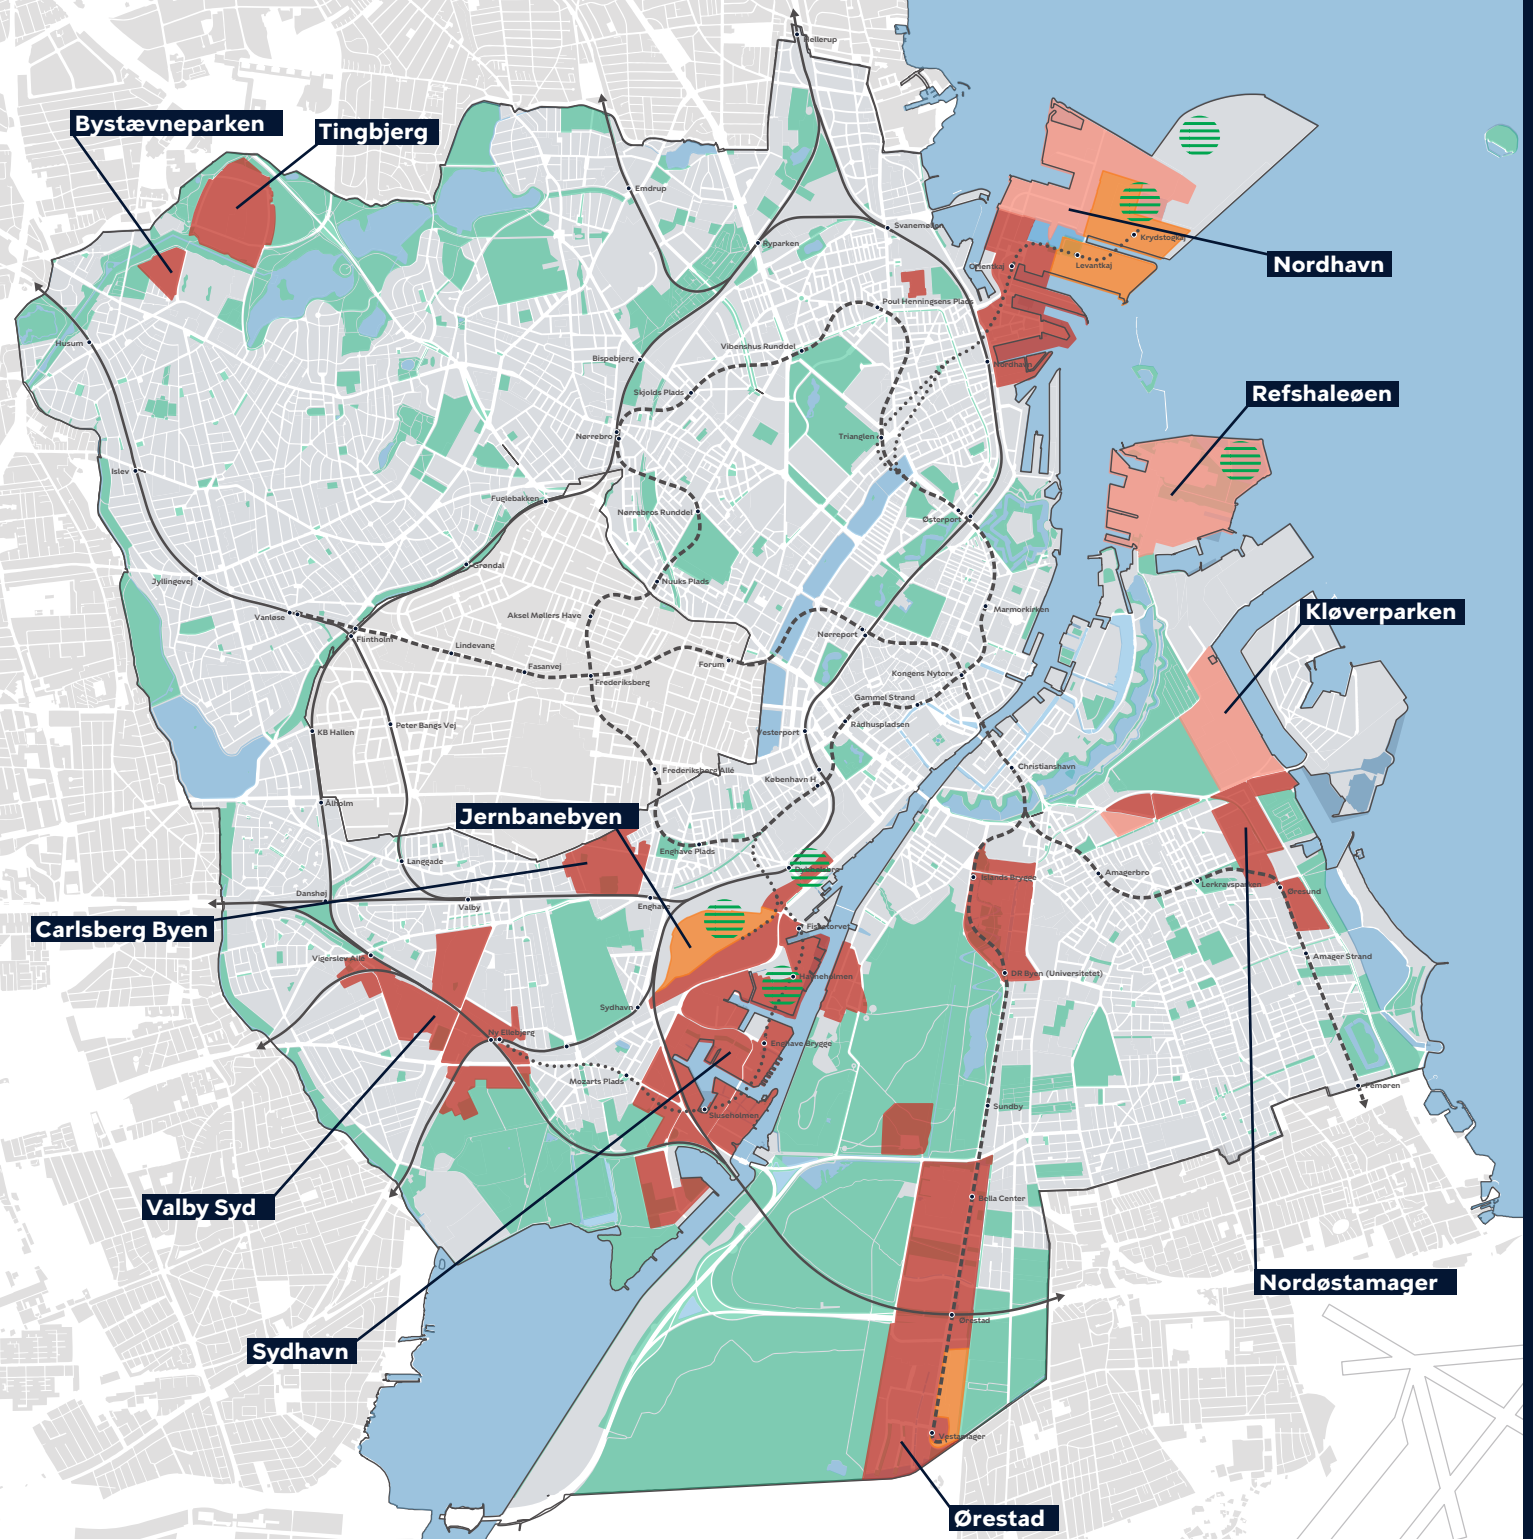 Hellerup
Bystævneparken
Tingbjerg
Emdrup
Svanemøllen
Krydstogtkaj
Ryparken
Nordhavn
Orientkaj
Levantkaj
Poul Henningsens Plads
Husum
Vibenshus Runddel
Bispebjerg
Nordhavn
Skjolds Plads
Refshaleøen
Nørrebro
Trianglen
Islev
Fuglebakken
Nørrebros Runddel
Østerport
Grøndal
Jyllingevej
Nuuks Plads
Marmorkirken
Kløverparken
Vanløse
Aksel Møllers Have
Flintholm
Nørreport
Lindevang
Forum
Fasanvej
Kongens Nytorv
Frederiksberg
Gammel Strand
Peter Bangs Vej
Rådhuspladsen
KB Hallen
Vesterport
Christianshavn
Frederiksberg Allé
København H
Ålholm
Jernbanebyen
Enghave Plads
Langgade
Dybbølsbro
Amagerbro
Islands Brygge
Lerkravsparken
Øresund
Danshøj
Valby
Enghave
Carlsberg Byen
Fisketorvet
Vigerslev Allé
Amager Strand
Havneholmen
DR Byen (Universitetet)
Sydhavn
Ny Ellebjerg
Enghave Brygge
Mozarts Plads
Femøren
Sluseholmen
Sundby
Valby Syd
Bella Center
Nordøstamager
Ørestad
Sydhavn
Vestamager
Ørestad